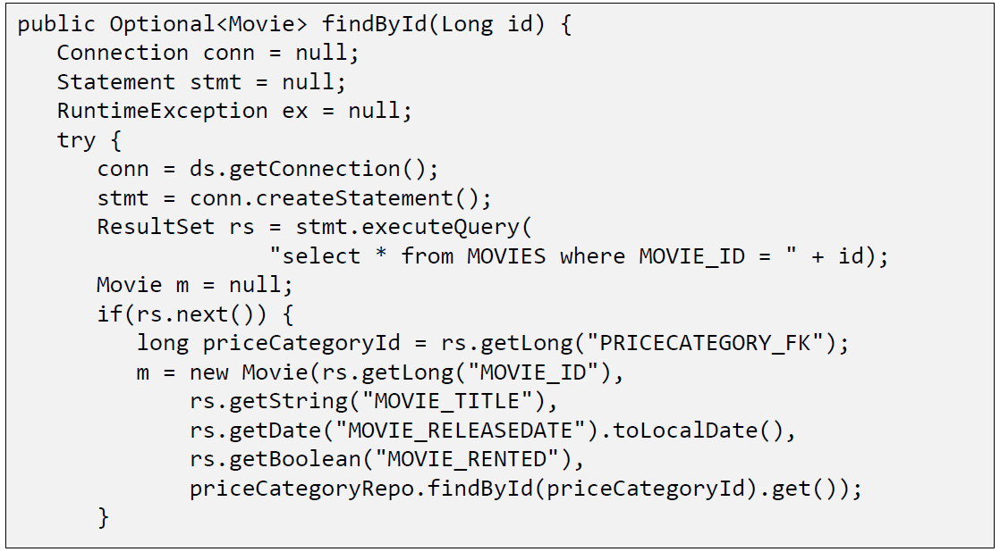 public Optional<Movie> findById(Long id) {
   Connection conn = null;
   Statement stmt = null;
   RuntimeException ex = null;
   try {
      conn = ds.getConnection();
      stmt = conn.createStatement();
      ResultSet rs = stmt.executeQuery(
                   "select * from MOVIES where MOVIE_ID = " + id);
      Movie m = null;
      if(rs.next()) {
         long priceCategoryId = rs.getLong("PRICECATEGORY_FK");
         m = new Movie(rs.getLong("MOVIE_ID"),
             rs.getString("MOVIE_TITLE"),
             rs.getDate("MOVIE_RELEASEDATE").toLocalDate(),
             rs.getBoolean("MOVIE_RENTED"),
             priceCategoryRepo.findById(priceCategoryId).get());
      }